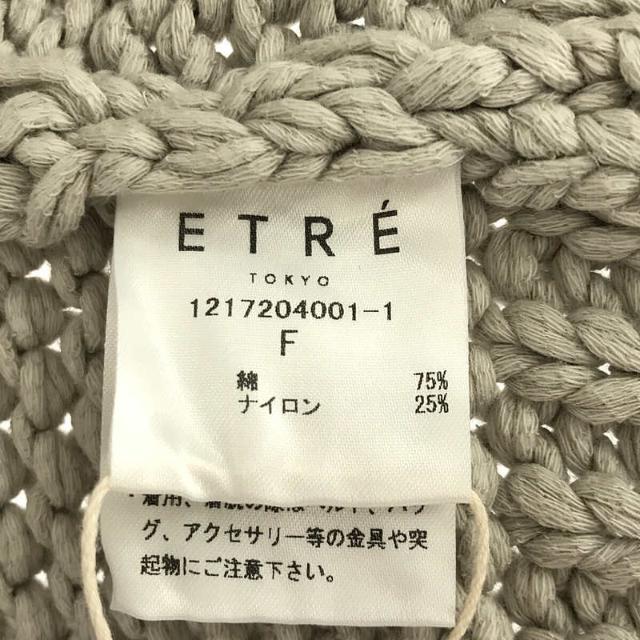 ETRÉ
TOKYO
1217204001-1
F
綿 75%
ナイロン 25%
グ、アクセサリー等の金具や突
起物にご注意下さい。